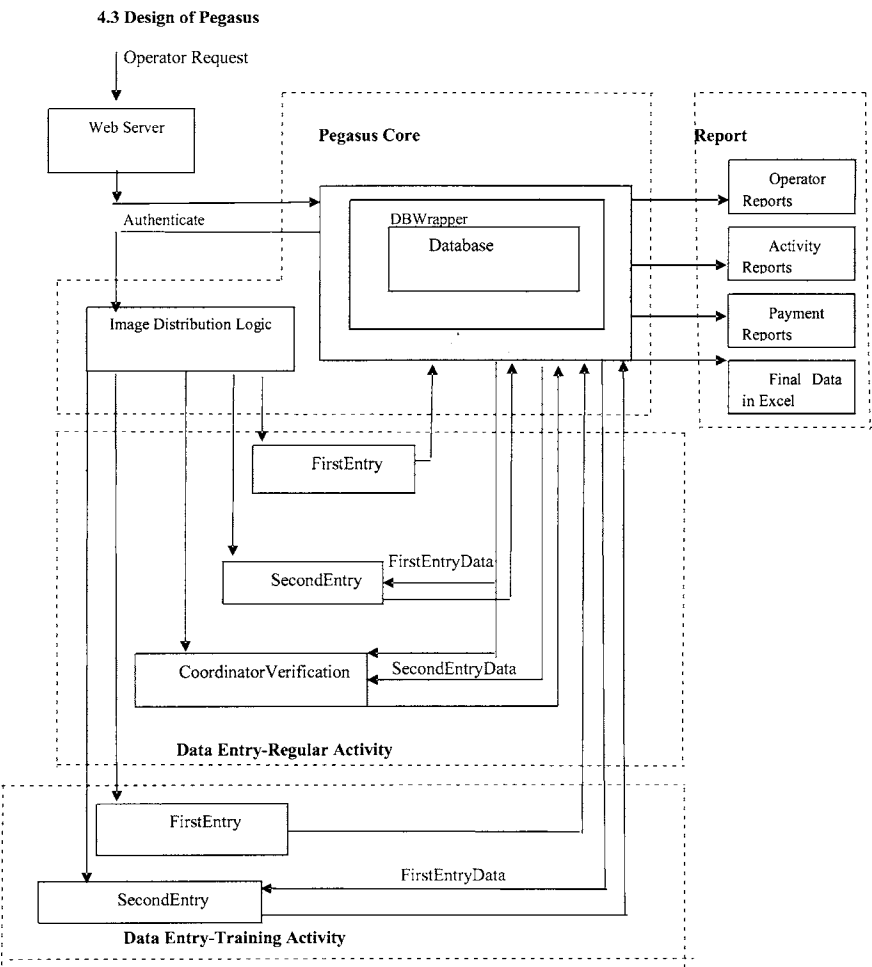 4.3 Design of Pegasus
Operator Request
Web Server
Pegasus Core
Report
Authenticate
DBWrapper
Database
Operator
Reports
Activity
Reports
Payment
Reports
Final Data
in Excel
Image Distribution Logic
FirstEntry
FirstEntryData
SecondEntry
CoordinatorVerification
SecondEntryData
Data Entry-Regular Activity
FirstEntry
FirstEntryData
SecondEntry
Data Entry-Training Activity